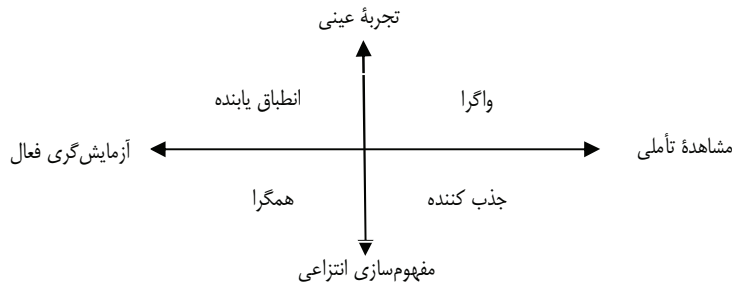 تجربهٔ عینی
واگرا
انطباق یابنده
مشاهدهٔ تأملی
آزمایش‌گری فعال
جذب کننده
همگرا
مفهوم‌سازی انتزاعی